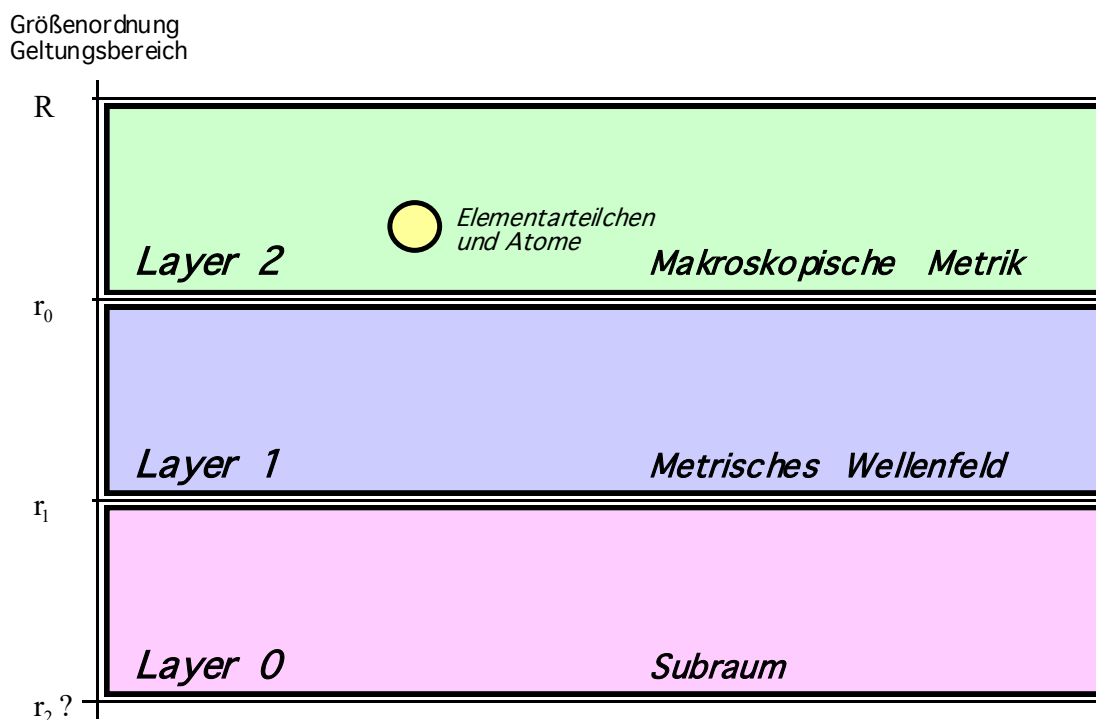 Größenordnung
Geltungsbereich
R
Elementarteilchen
und Atome
Layer 2 Makroskopische Metrik
r₀
Layer 1 Metrisches Wellenfeld
r₁
Layer 0 Subraum
r₂ ?